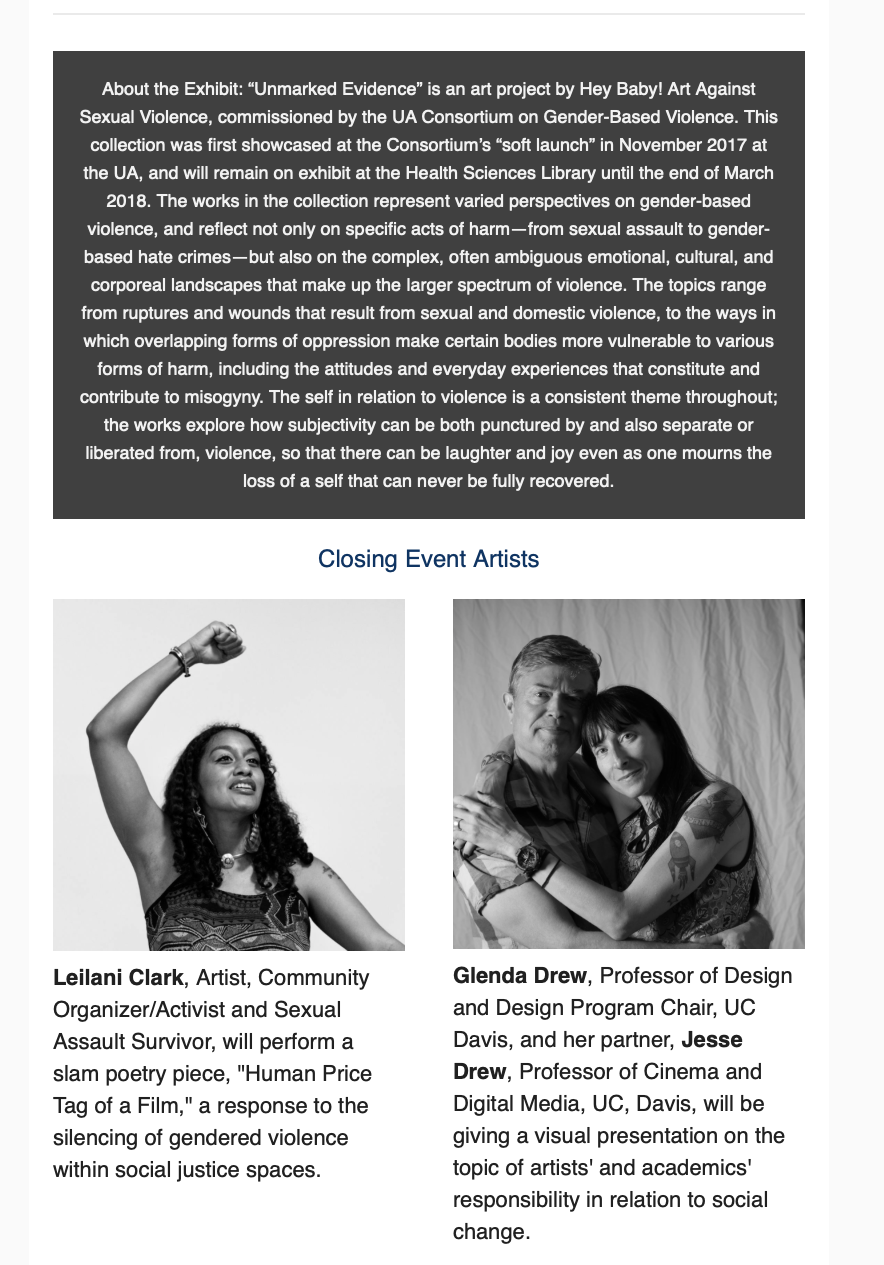 About the Exhibit: “Unmarked Evidence” is an art project by Hey Baby! Art Against
Sexual Violence, commissioned by the UA Consortium on Gender-Based Violence. This
collection was first showcased at the Consortium’s “soft launch” in November 2017 at
the UA, and will remain on exhibit at the Health Sciences Library until the end of March
2018. The works in the collection represent varied perspectives on gender-based
violence, and reflect not only on specific acts of harm—from sexual assault to gender-
based hate crimes—but also on the complex, often ambiguous emotional, cultural, and
corporeal landscapes that make up the larger spectrum of violence. The topics range
from ruptures and wounds that result from sexual and domestic violence, to the ways in
which overlapping forms of oppression make certain bodies more vulnerable to various
forms of harm, including the attitudes and everyday experiences that constitute and
contribute to misogyny. The self in relation to violence is a consistent theme throughout;
the works explore how subjectivity can be both punctured by and also separate or
liberated from, violence, so that there can be laughter and joy even as one mourns the
loss of a self that can never be fully recovered.
Closing Event Artists
Leilani Clark, Artist, Community
Organizer/Activist and Sexual
Assault Survivor, will perform a
slam poetry piece, "Human Price
Tag of a Film," a response to the
silencing of gendered violence
within social justice spaces.
Glenda Drew, Professor of Design
and Design Program Chair, UC
Davis, and her partner, Jesse
Drew, Professor of Cinema and
Digital Media, UC, Davis, will be
giving a visual presentation on the
topic of artists' and academics'
responsibility in relation to social
change.